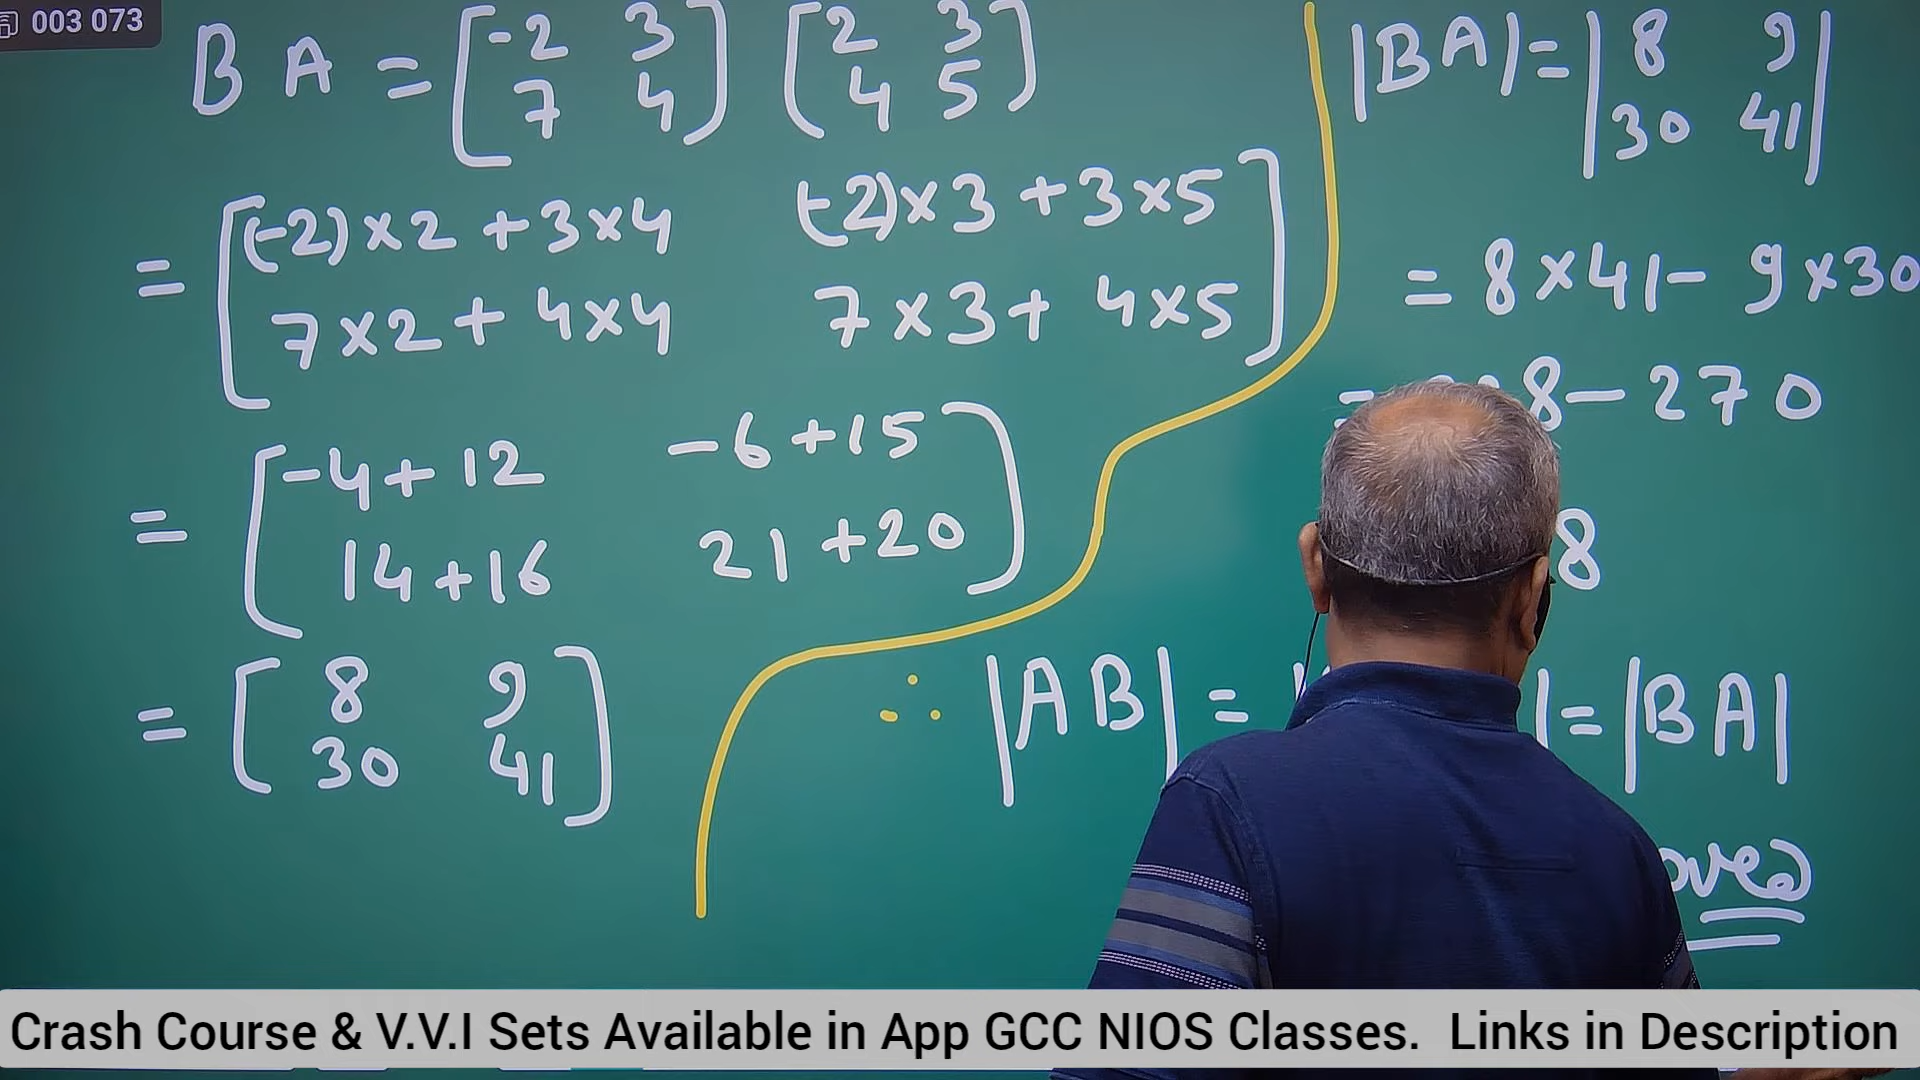 003 073
B A = [-2 3] [2 3]
[7 4] [4 5]
= [(-2)×2 + 3×4 (-2)×3 + 3×5]
[7×2 + 4×4 7×3 + 4×5]
= [-4 + 12 -6 + 15]
[14 + 16 21 + 20]
= [8 9]
[30 41]
|BA| = |8 9|
|30 41|
= 8×41 - 9×30
= 8 - 270
8
∴ |AB| = | = |BA|
Crash Course & V.V.I Sets Available in App GCC NIOS Classes. Links in Description